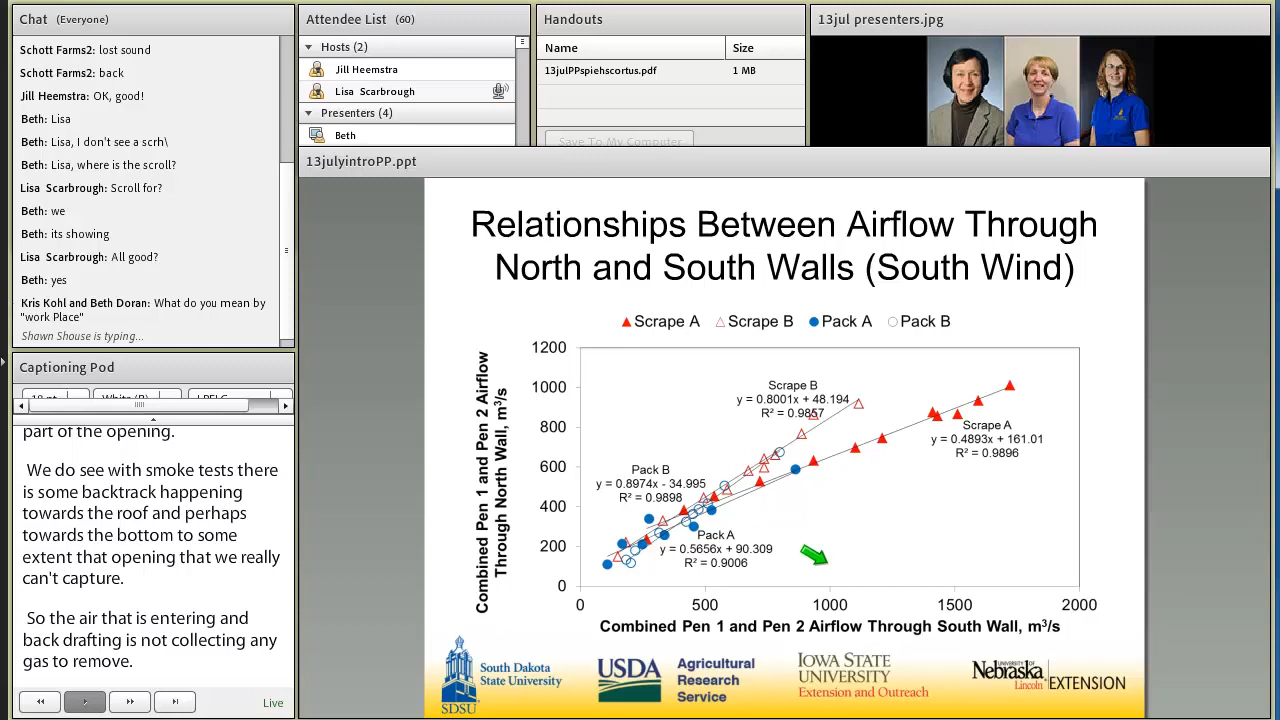 Chat (Everyone)
Schott Farms2: lost sound
Schott Farms2: back
Jill Heemstra: OK, good!
Beth: Lisa
Beth: Lisa, I don't see a scrh\
Beth: Lisa, where is the scroll?
Lisa Scarbrough: Scroll for?
Beth: we
Beth: its showing
Lisa Scarbrough: All good?
Beth: yes
Kris Kohl and Beth Doran: What do you mean by
"work Place"
Shawn Shouse is typing...
Captioning Pod
part of the opening.
We do see with smoke tests there
is some backtrack happening
towards the roof and perhaps
towards the bottom to some
extent that opening that we really
can't capture.
So the air that is entering and
back drafting is not collecting any
gas to remove.
Live
Attendee List (60)
Hosts (2)
Jill Heemstra
Lisa Scarbrough
Presenters (4)
Beth
Handouts
Name Size
13julPPspiehscortus.pdf 1 MB
Save To My Computer
13jul presenters.jpg
13julyintroPP.ppt
Relationships Between Airflow Through
North and South Walls (South Wind)
Scrape A Scrape B Pack A Pack B
Combined Pen 1 and Pen 2 Airflow
Through North Wall, m³/s
1200
1000
800
600
400
200
0
Scrape B
y = 0.8001x + 48.194
R² = 0.9857
Scrape A
y = 0.4893x + 161.01
R² = 0.9896
Pack B
y = 0.8974x - 34.995
R² = 0.9898
Pack A
y = 0.5656x + 90.309
R² = 0.9006
0 500 1000 1500 2000
Combined Pen 1 and Pen 2 Airflow Through South Wall, m³/s
SDSU
South Dakota
State University
USDA
Agricultural
Research
Service
IOWA STATE
UNIVERSITY
Extension and Outreach
UNIVERSITY OF
Nebraska
Lincoln
EXTENSION